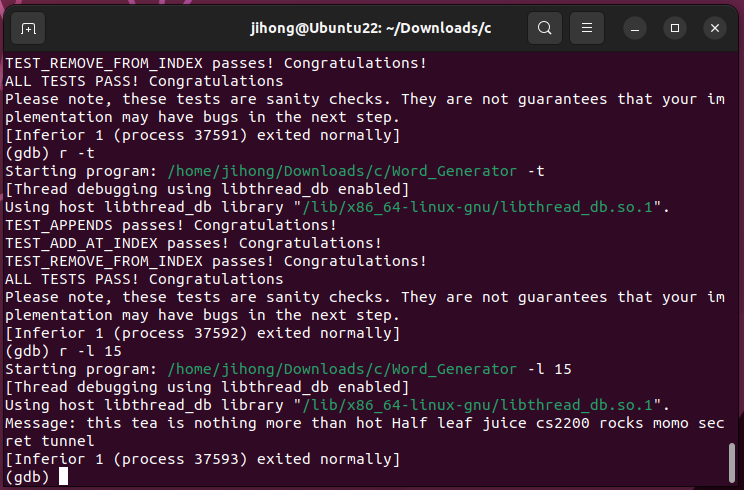 jihong@Ubuntu22: ~/Downloads/c
TEST_REMOVE_FROM_INDEX passes! Congratulations!
ALL TESTS PASS! Congratulations
Please note, these tests are sanity checks. They are not guarantees that your im
plementation may have bugs in the next step.
[Inferior 1 (process 37591) exited normally]
(gdb) r -t
Starting program: /home/jihong/Downloads/c/Word_Generator -t
[Thread debugging using libthread_db enabled]
Using host libthread_db library "/lib/x86_64-linux-gnu/libthread_db.so.1".
TEST_APPENDS passes! Congratulations!
TEST_ADD_AT_INDEX passes! Congratulations!
TEST_REMOVE_FROM_INDEX passes! Congratulations!
ALL TESTS PASS! Congratulations
Please note, these tests are sanity checks. They are not guarantees that your im
plementation may have bugs in the next step.
[Inferior 1 (process 37592) exited normally]
(gdb) r -l 15
Starting program: /home/jihong/Downloads/c/Word_Generator -l 15
[Thread debugging using libthread_db enabled]
Using host libthread_db library "/lib/x86_64-linux-gnu/libthread_db.so.1".
Message: this tea is nothing more than hot Half leaf juice cs2200 rocks momo sec
ret tunnel
[Inferior 1 (process 37593) exited normally]
(gdb)